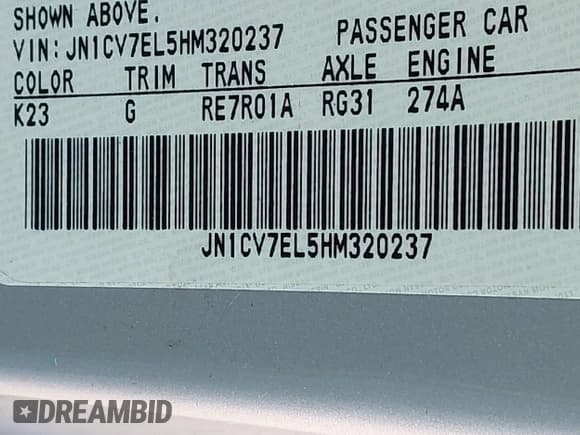 SHOWN ABOVE.
VIN: JN1CV7EL5HM320237 PASSENGER CAR
COLOR TRIM TRANS AXLE ENGINE
K23 G RE7R01A RG31 274A
JN1CV7EL5HM320237
DREAMBID